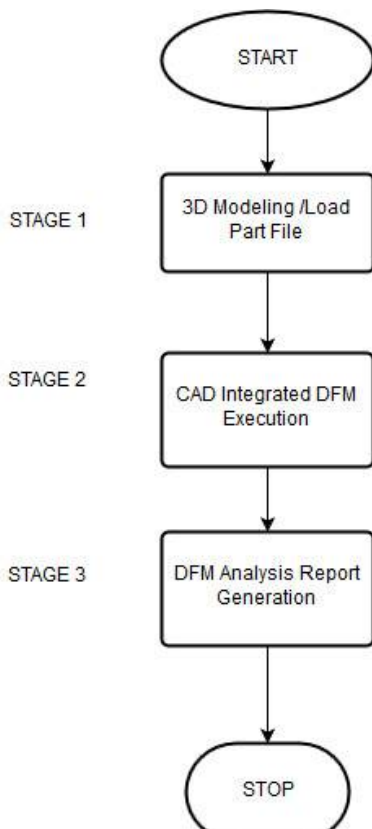 START
STAGE 1
3D Modeling /Load
Part File
STAGE 2
CAD Integrated DFM
Execution
STAGE 3
DFM Analysis Report
Generation
STOP